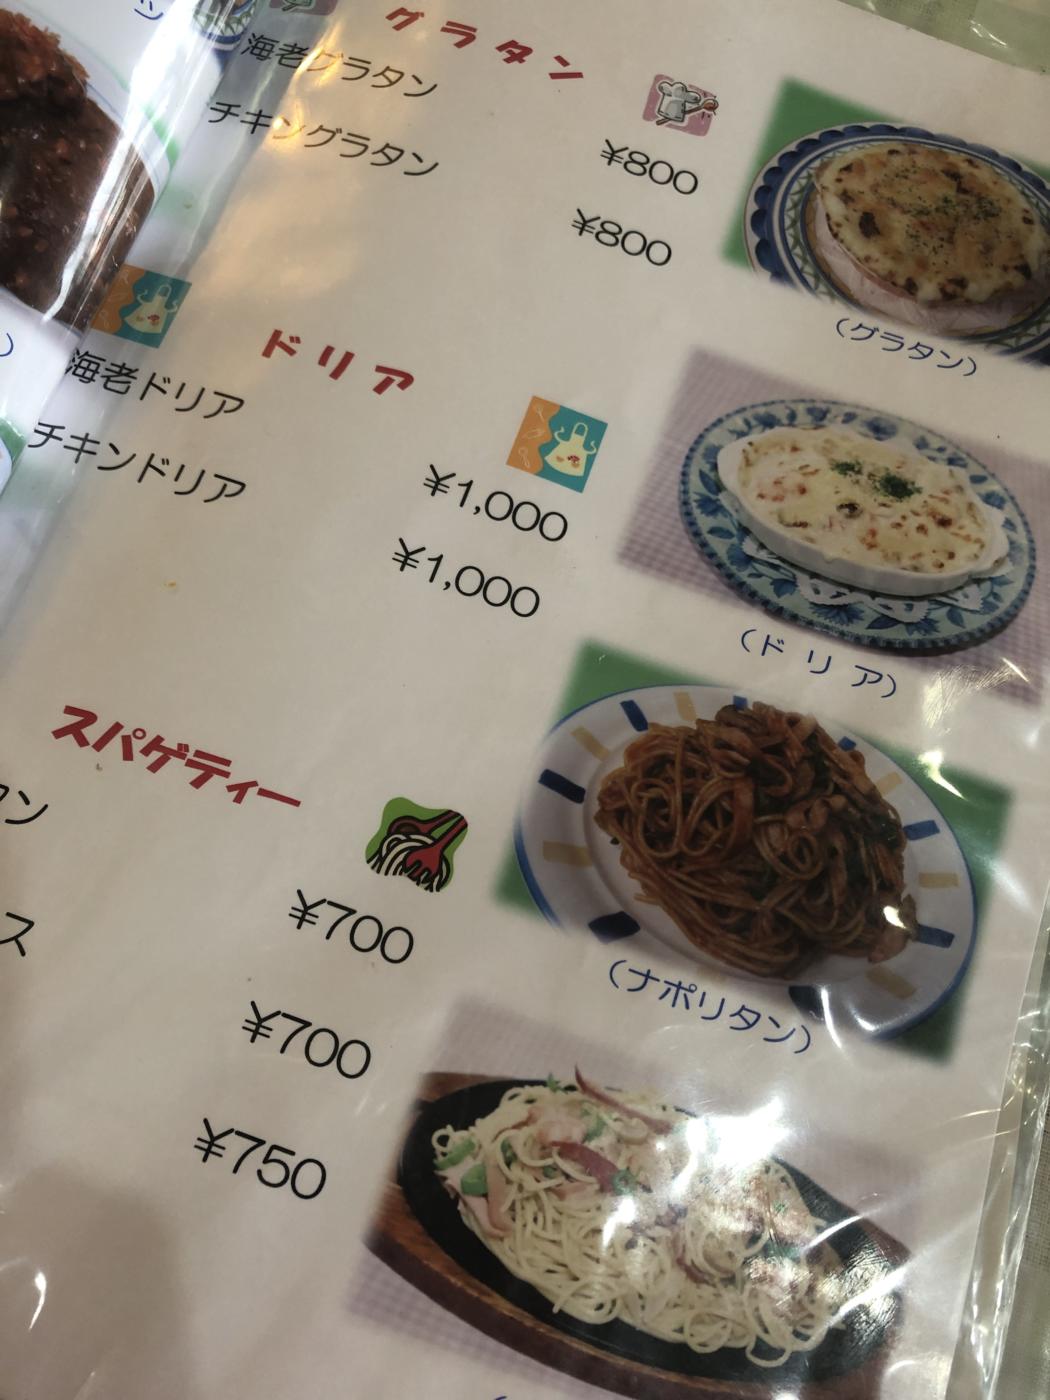 グラタン
海老グラタン ¥800
チキングラタン ¥800
(グラタン)
ドリア
海老ドリア ¥1,000
チキンドリア ¥1,000
(ドリア)
スパゲティー
タン ¥700
ス ¥700
¥750
(ナポリタン)